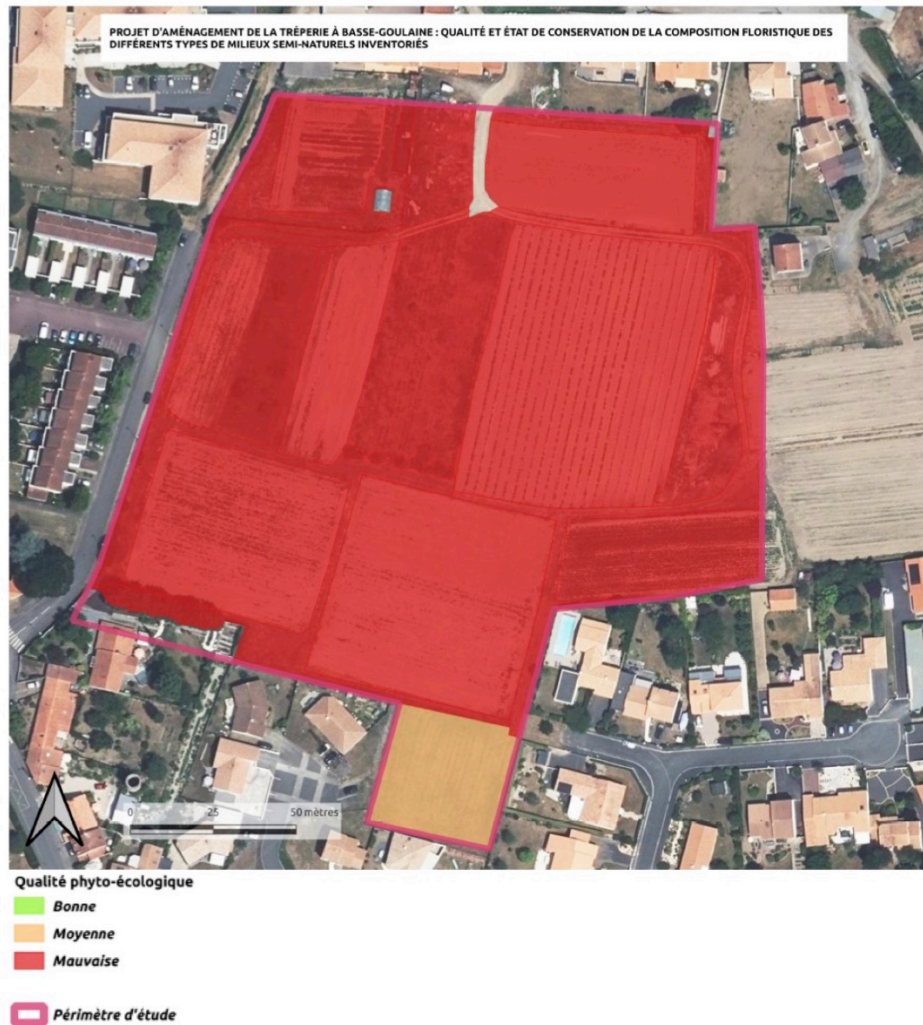 PROJET D'AMÉNAGEMENT DE LA TRÉPERIE À BASSE-GOULAINE : QUALITÉ ET ÉTAT DE CONSERVATION DE LA COMPOSITION FLORISTIQUE DES
DIFFÉRENTS TYPES DE MILIEUX SEMI-NATURELS INVENTORIÉS
0 25 50 mètres
Qualité phyto-écologique
Bonne
Moyenne
Mauvaise
Périmètre d'étude